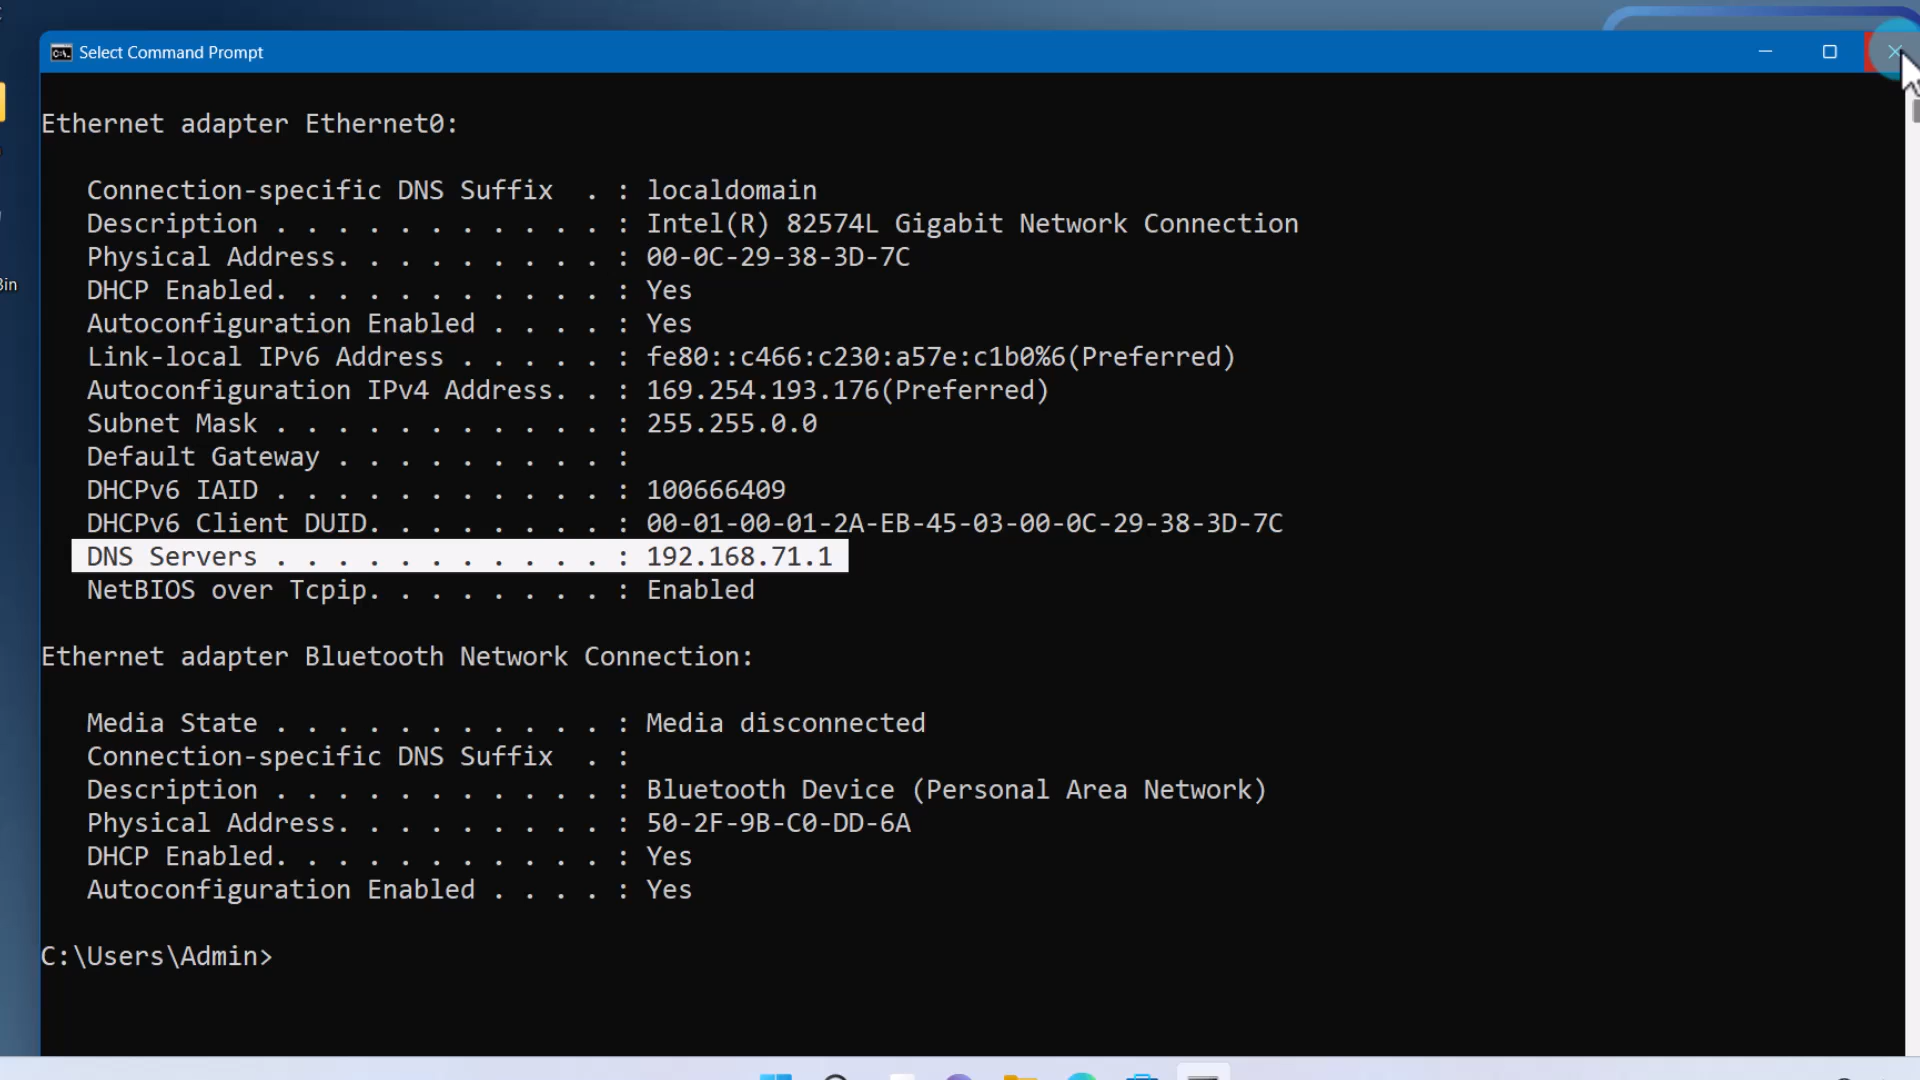 Select Command Prompt
Ethernet adapter Ethernet0:
Connection-specific DNS Suffix  . : localdomain
Description . . . . . . . . . . . : Intel(R) 82574L Gigabit Network Connection
Physical Address. . . . . . . . . : 00-0C-29-38-3D-7C
DHCP Enabled. . . . . . . . . . . : Yes
Autoconfiguration Enabled . . . . : Yes
Link-local IPv6 Address . . . . . : fe80::c466:c230:a57e:c1b0%6(Preferred)
Autoconfiguration IPv4 Address. . : 169.254.193.176(Preferred)
Subnet Mask . . . . . . . . . . . : 255.255.0.0
Default Gateway . . . . . . . . . :
DHCPv6 IAID . . . . . . . . . . . : 100666409
DHCPv6 Client DUID. . . . . . . . : 00-01-00-01-2A-EB-45-03-00-0C-29-38-3D-7C
DNS Servers . . . . . . . . . . . : 192.168.71.1
NetBIOS over Tcpip. . . . . . . . : Enabled
Ethernet adapter Bluetooth Network Connection:
Media State . . . . . . . . . . . : Media disconnected
Connection-specific DNS Suffix  . :
Description . . . . . . . . . . . : Bluetooth Device (Personal Area Network)
Physical Address. . . . . . . . . : 50-2F-9B-C0-DD-6A
DHCP Enabled. . . . . . . . . . . : Yes
Autoconfiguration Enabled . . . . : Yes
C:\Users\Admin>